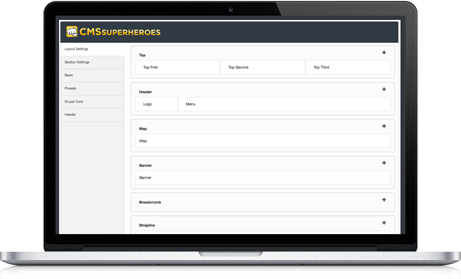 CMSSUPERHEROES
Layout Settings
Section Settings
Basic
Presets
Drupal Core
Header
Top
Top First
Top Second
Top Third
Header
Logo
Menu
Map
Map
Banner
Banner
Breadcrumb
Strapline